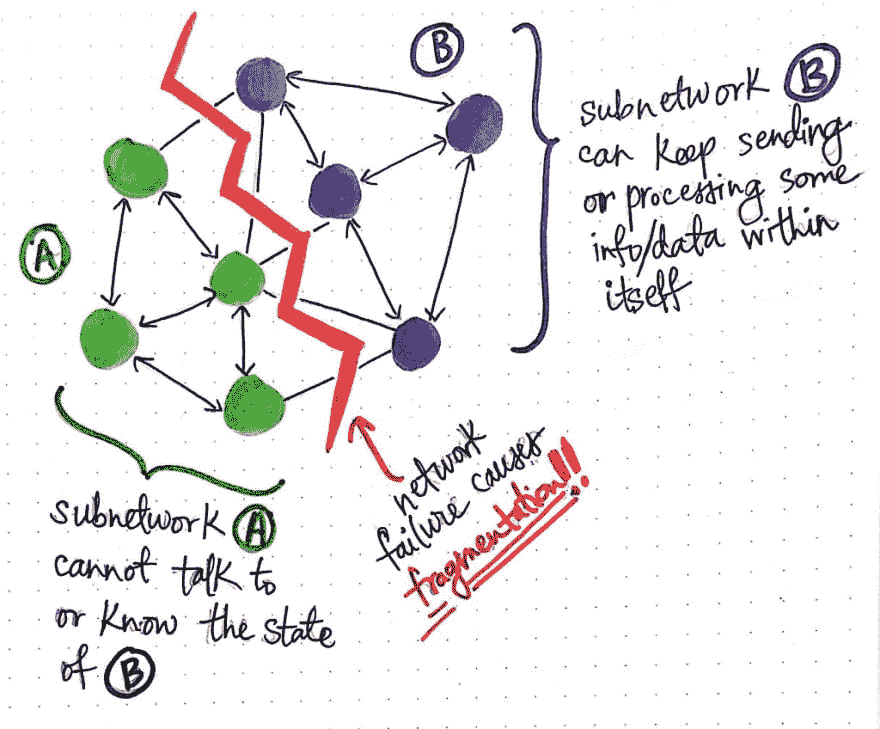 B
subnetwork B
can keep sending
or processing some
info/data within
itself
A
network
failure causes
fragmentation!!
subnetwork A
cannot talk to
or know the state
of B